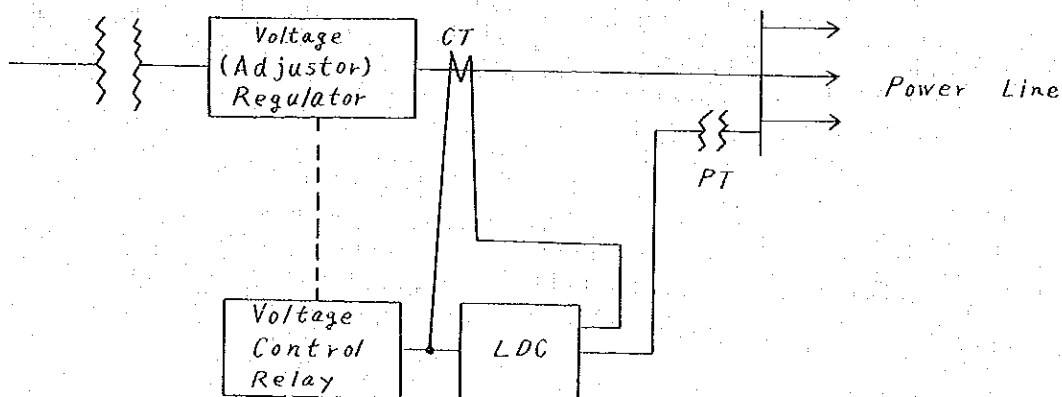 Voltage
(Adjustor)
Regulator
CT
Power Line
PT
Voltage
Control
Relay
LDC